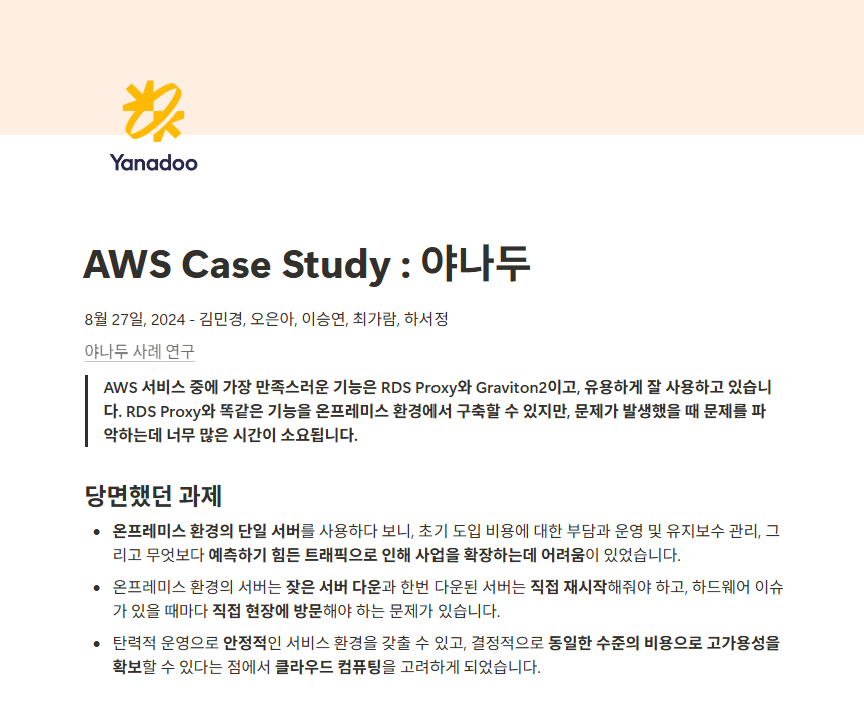 Yanadoo
AWS Case Study : 야나두
8월 27일, 2024 - 김민경, 오은아, 이승연, 최가람, 하서정
야나두 사례 연구
AWS 서비스 중에 가장 만족스러운 기능은 RDS Proxy와 Graviton2이고, 유용하게 잘 사용하고 있습니
다. RDS Proxy와 똑같은 기능을 온프레미스 환경에서 구축할 수 있지만, 문제가 발생했을 때 문제를 파
악하는데 너무 많은 시간이 소요됩니다.
당면했던 과제
• 온프레미스 환경의 단일 서버를 사용하다 보니, 초기 도입 비용에 대한 부담과 운영 및 유지보수 관리, 그
리고 무엇보다 예측하기 힘든 트래픽으로 인해 사업을 확장하는데 어려움이 있었습니다.
• 온프레미스 환경의 서버는 잦은 서버 다운과 한번 다운된 서버는 직접 재시작해줘야 하고, 하드웨어 이슈
가 있을 때마다 직접 현장에 방문해야 하는 문제가 있습니다.
• 탄력적 운영으로 안정적인 서비스 환경을 갖출 수 있고, 결정적으로 동일한 수준의 비용으로 고가용성을
확보할 수 있다는 점에서 클라우드 컴퓨팅을 고려하게 되었습니다.